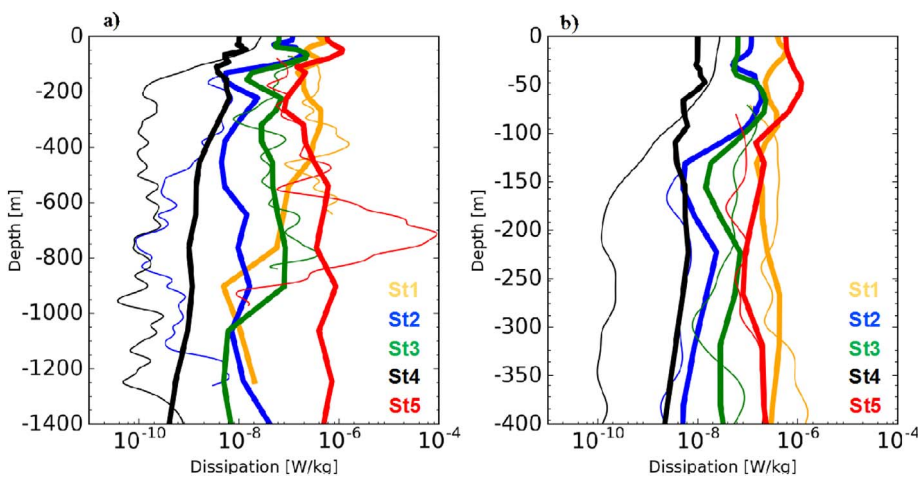 a)
b)
0
-200
-400
-600
-800
-1000
-1200
-1400
Depth [m]
St1
St2
St3
St4
St5
10⁻¹⁰
10⁻⁸
10⁻⁶
10⁻⁴
Dissipation [W/kg]
0
-50
-100
-150
-200
-250
-300
-350
-400
Depth [m]
St1
St2
St3
St4
St5
10⁻¹⁰
10⁻⁸
10⁻⁶
10⁻⁴
Dissipation [W/kg]